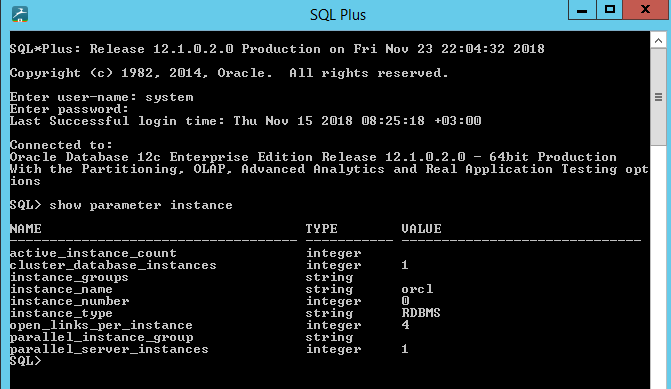 SQL Plus
SQL*Plus: Release 12.1.0.2.0 Production on Fri Nov 23 22:04:32 2018
Copyright (c) 1982, 2014, Oracle.  All rights reserved.
Enter user-name: system
Enter password:
Last Successful login time: Thu Nov 15 2018 08:25:18 +03:00
Connected to:
Oracle Database 12c Enterprise Edition Release 12.1.0.2.0 - 64bit Production
With the Partitioning, OLAP, Advanced Analytics and Real Application Testing opt
ions
SQL> show parameter instance
NAME                                 TYPE        VALUE
------------------------------------ ----------- ------------------------------
active_instance_count                integer
cluster_database_instances           integer     1
instance_groups                      string
instance_name                        string      orcl
instance_number                      integer     0
instance_type                        string      RDBMS
open_links_per_instance              integer     4
parallel_instance_group              string
parallel_server_instances            integer     1
SQL>